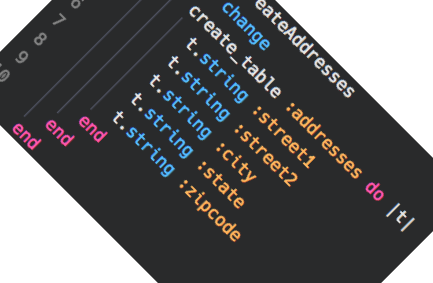 eateAddresses
change
create_table :addresses do |t|
t.string :street1
t.string :street2
6 t.string :city
7 t.string :state
8 t.string :zipcode
9 end
10 end
end